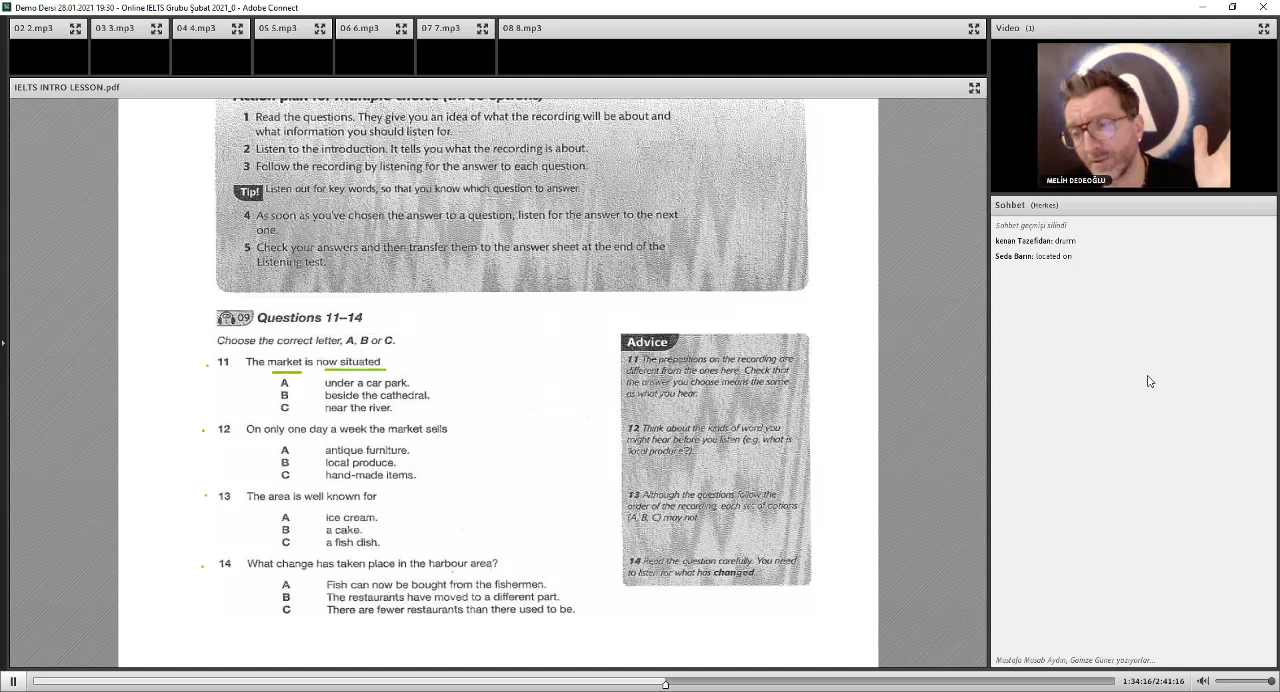 Demo Dersi 28.01.2021 19:30 - Online IELTS Grubu Şubat 2021_0 - Adobe Connect
02 2.mp3
03 3.mp3
04 4.mp3
05 5.mp3
06 6.mp3
07 7.mp3
08 8.mp3
Video (1)
IELTS INTRO LESSON.pdf
Action plan for Multiple choice (three options)
1 Read the questions. They give you an idea of what the recording will be about and
what information you should listen for.
2 Listen to the introduction. It tells you what the recording is about.
3 Follow the recording by listening for the answer to each question.
Tip! Listen out for key words, so that you know which question to answer.
4 As soon as you've chosen the answer to a question, listen for the answer to the next
one.
5 Check your answers and then transfer them to the answer sheet at the end of the
Listening test.
09 Questions 11–14
Choose the correct letter, A, B or C.
11 The market is now situated
A under a car park.
B beside the cathedral.
C near the river.
12 On only one day a week the market sells
A antique furniture.
B local produce.
C hand-made items.
13 The area is well known for
A ice cream.
B a cake.
C a fish dish.
14 What change has taken place in the harbour area?
A Fish can now be bought from the fishermen.
B The restaurants have moved to a different part.
C There are fewer restaurants than there used to be.
Advice
11 The prepositions on the recording are
different from the ones here. Check that
the answer you choose means the same
as what you hear.
12 Think about the kinds of word you
might hear before you listen (e.g. what is
'local produce'?).
13 Although the questions follow the
order of the recording, each set of options
(A, B, C) may not.
14 Read the question carefully. You need
to listen for what has changed.
MELİH DEDEOĞLU
Sohbet (Herkes)
Sohbet geçmişi silindi
kenan Tazefidan: drurm
Seda Barın: located on
Mustafa Musab Aydın, Gamze Güner yazıyorlar...
1:34:16/2:41:16